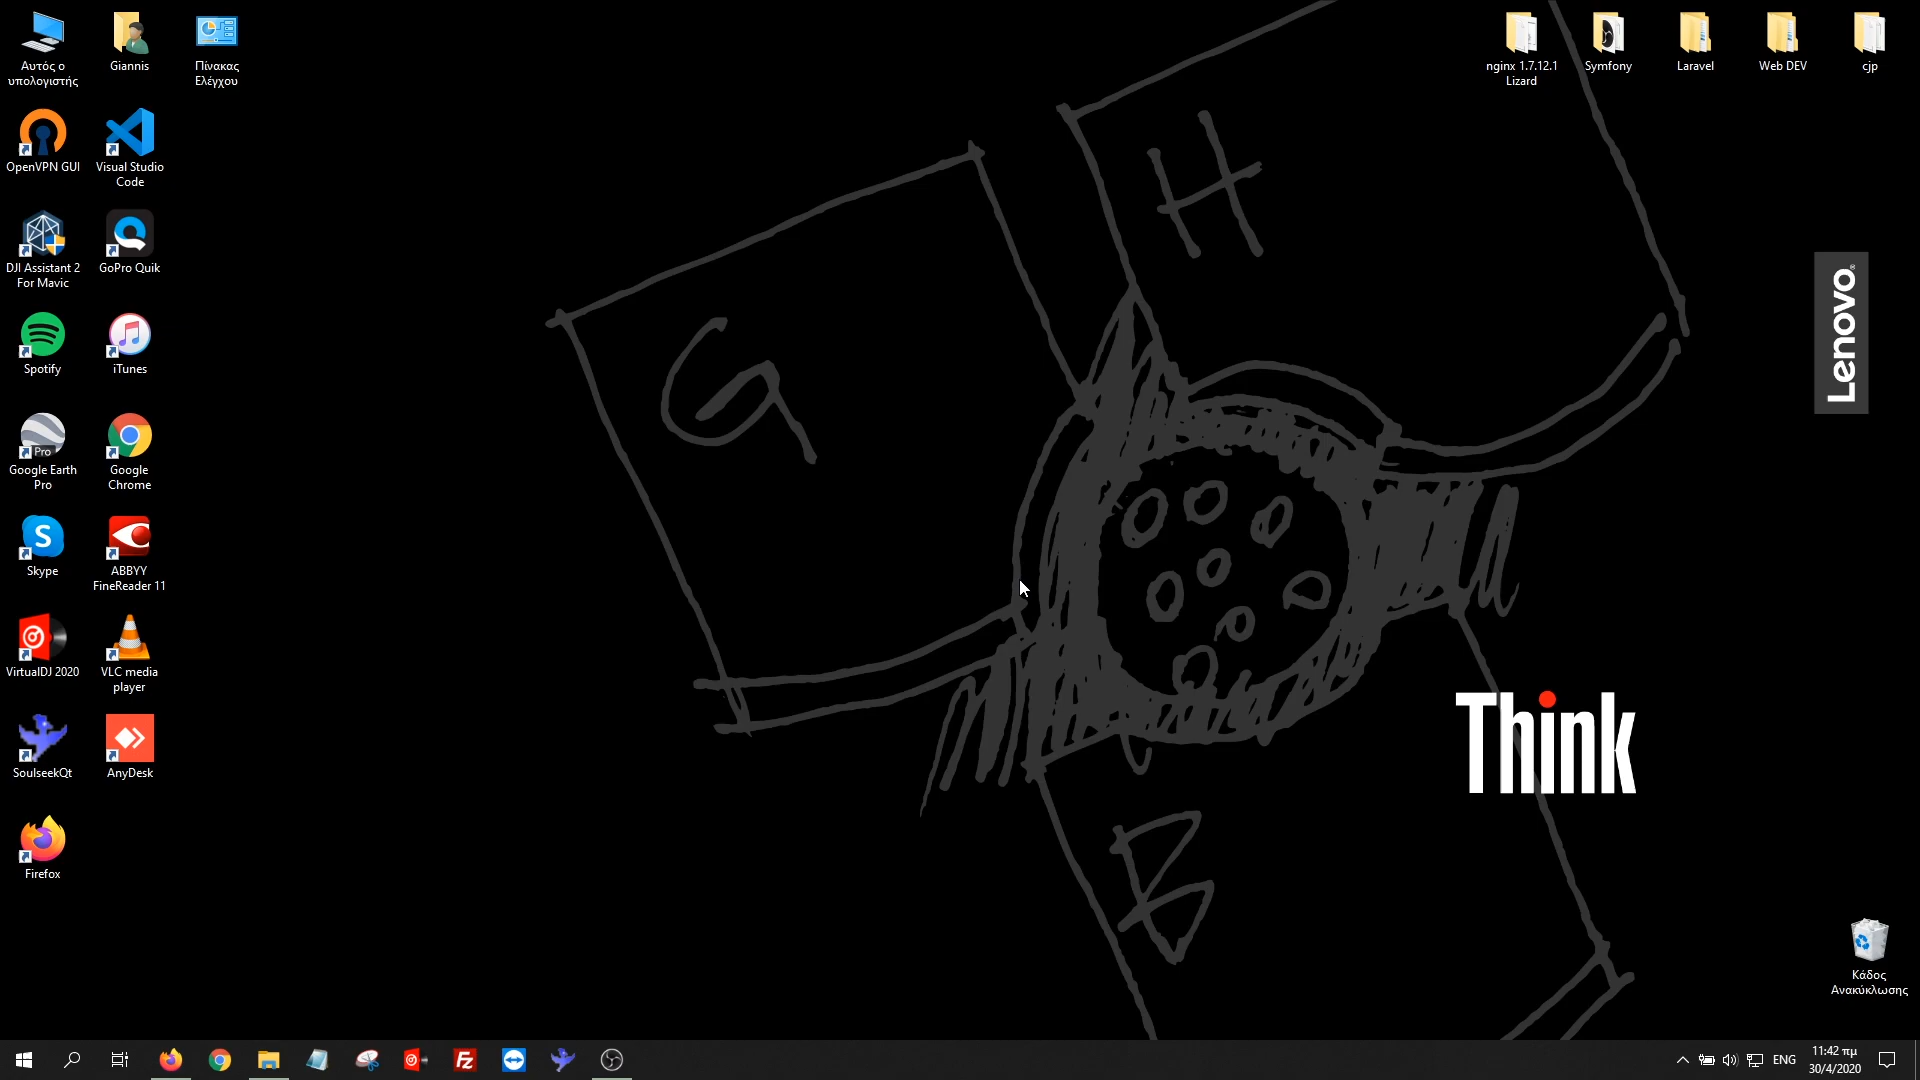 Αυτός ο
υπολογιστής
Giannis
Πίνακας
Ελέγχου
nginx 1.7.12.1
Lizard
Symfony
Laravel
Web DEV
cjp
OpenVPN GUI
Visual Studio
Code
DJI Assistant 2
For Mavic
GoPro Quik
Spotify
iTunes
Pro
Google Earth
Pro
Google
Chrome
S
Skype
ABBYY
FineReader 11
VirtualDJ 2020
VLC media
player
SoulseekQt
AnyDesk
Firefox
H
G
B
Lenovo®
Think
Κάδος
Ανακύκλωσης
Fz
ENG
11:42 πμ
30/4/2020